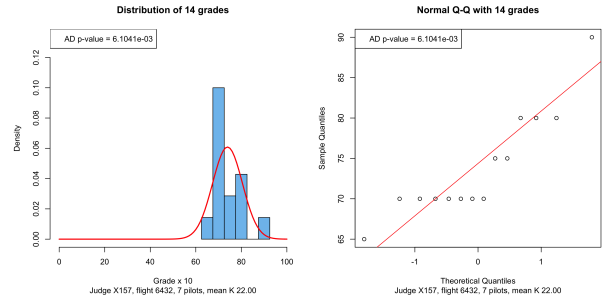 Distribution of 14 grades
AD p-value = 6.1041e-03
Density
0.00 0.02 0.04 0.06 0.08 0.10 0.12
0 20 40 60 80 100
Grade x 10
Judge X157, flight 6432, 7 pilots, mean K 22.00
Normal Q-Q with 14 grades
AD p-value = 6.1041e-03
Sample Quantiles
65 70 75 80 85 90
-1 0 1
Theoretical Quantiles
Judge X157, flight 6432, 7 pilots, mean K 22.00